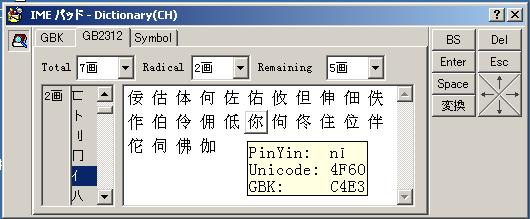 IME パッド - Dictionary(CH)
GBK GB2312 Symbol
Total 7画 Radical 2画 Remaining 5画
BS Del
Enter Esc
Space
変換
2画
匚
卜
刂
冂
亻
八
佞 估 体 何 佐 佑 攸 但 伸 佃 佚
作 伯 伶 佣 低 你 佝 佟 住 位 伴
佗 伺 佛 伽
PinYin: nǐ
Unicode: 4F60
GBK: C4E3